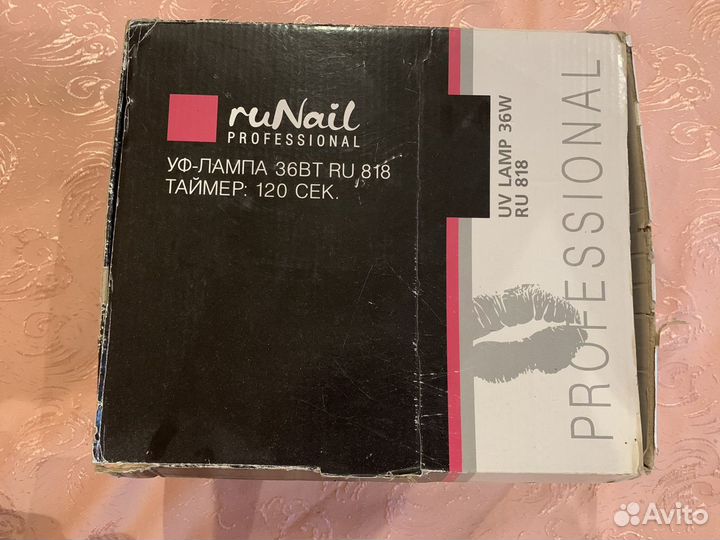 ruNail
PROFESSIONAL
УФ-ЛАМПА 36ВТ RU 818
ТАЙМЕР: 120 СЕК.
UV LAMP 36W
RU 818
PROFESSIONAL
Avito